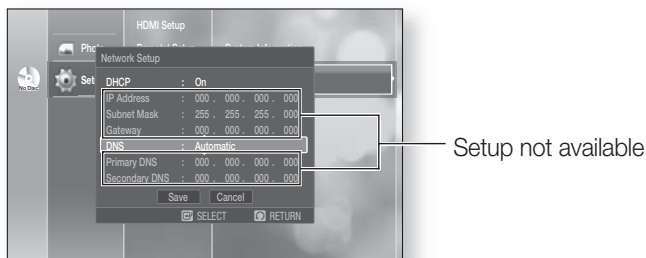 HDMI Setup
Photo
Network Setup
No Disc
DHCP : On
IP Address : 000 . 000 . 000 . 000
Subnet Mask : 255 . 255 . 255 . 000
Gateway : 000 . 000 . 000 . 000
DNS : Automatic
Primary DNS : 000 . 000 . 000 . 000
Secondary DNS : 000 . 000 . 000 . 000
Save Cancel
SELECT RETURN
Setup not available